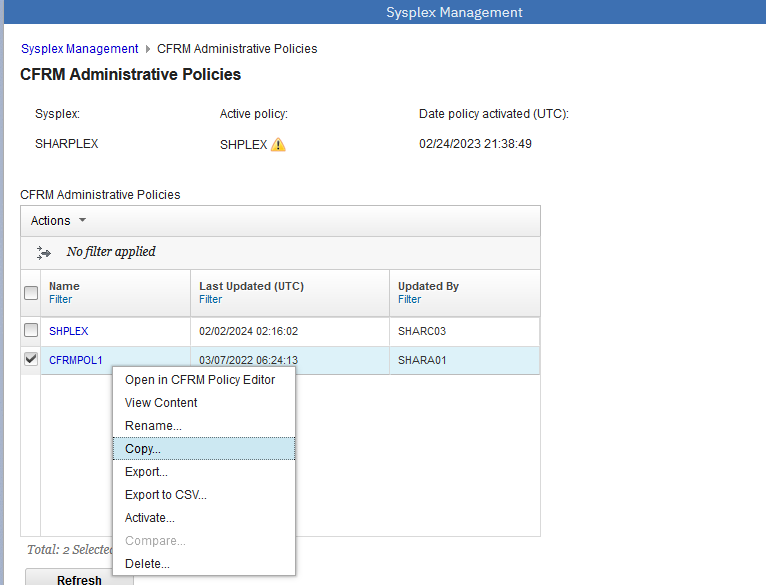 Sysplex Management
Sysplex Management CFRM Administrative Policies
CFRM Administrative Policies
Sysplex: Active policy: Date policy activated (UTC):
SHARPLEX SHPLEX 02/24/2023 21:38:49
CFRM Administrative Policies
Actions
No filter applied
Name Last Updated (UTC) Updated By
Filter Filter Filter
SHPLEX 02/02/2024 02:16:02 SHARC03
CFRMPOL1 03/07/2022 06:24:13 SHARA01
Open in CFRM Policy Editor
View Content
Rename...
Copy...
Export...
Export to CSV...
Activate...
Compare...
Delete...
Total: 2 Selected
Refresh